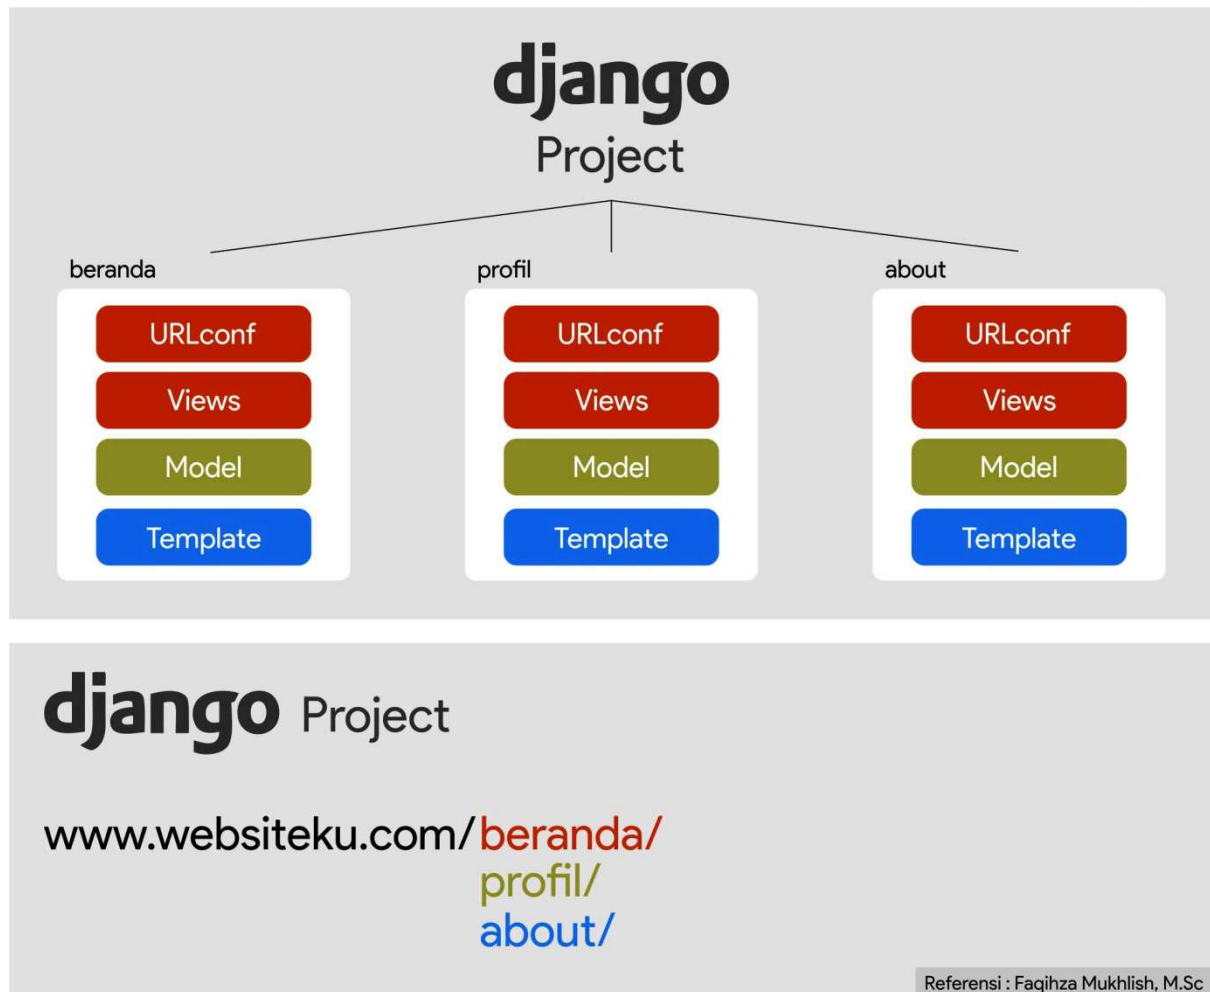 django
Project
beranda
profil
about
URLconf
URLconf
URLconf
Views
Views
Views
Model
Model
Model
Template
Template
Template
django Project
www.websiteku.com/beranda/
profil/
about/
Referensi : Faqihza Mukhlish, M.Sc